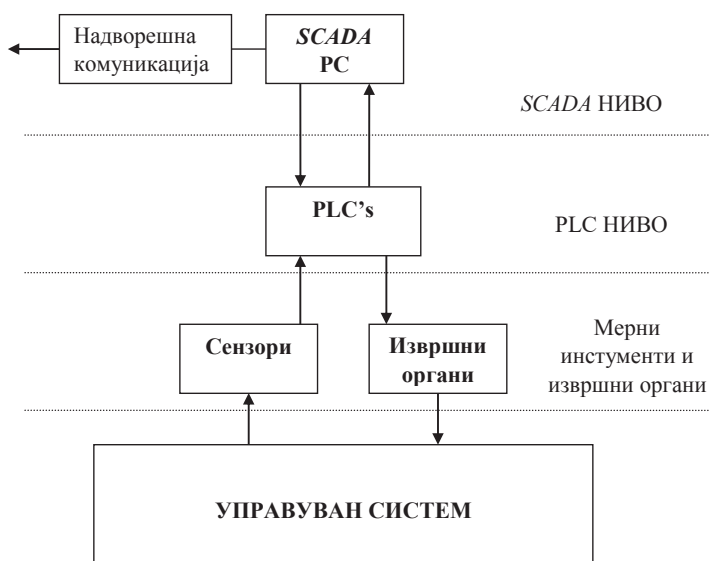 Надворешна
комуникација
SCADA
PC
SCADA НИВО
PLC's
PLC НИВО
Сензори
Извршни
органи
Мерни
инстументи и
извршни органи
УПРАВУВАН СИСТЕМ